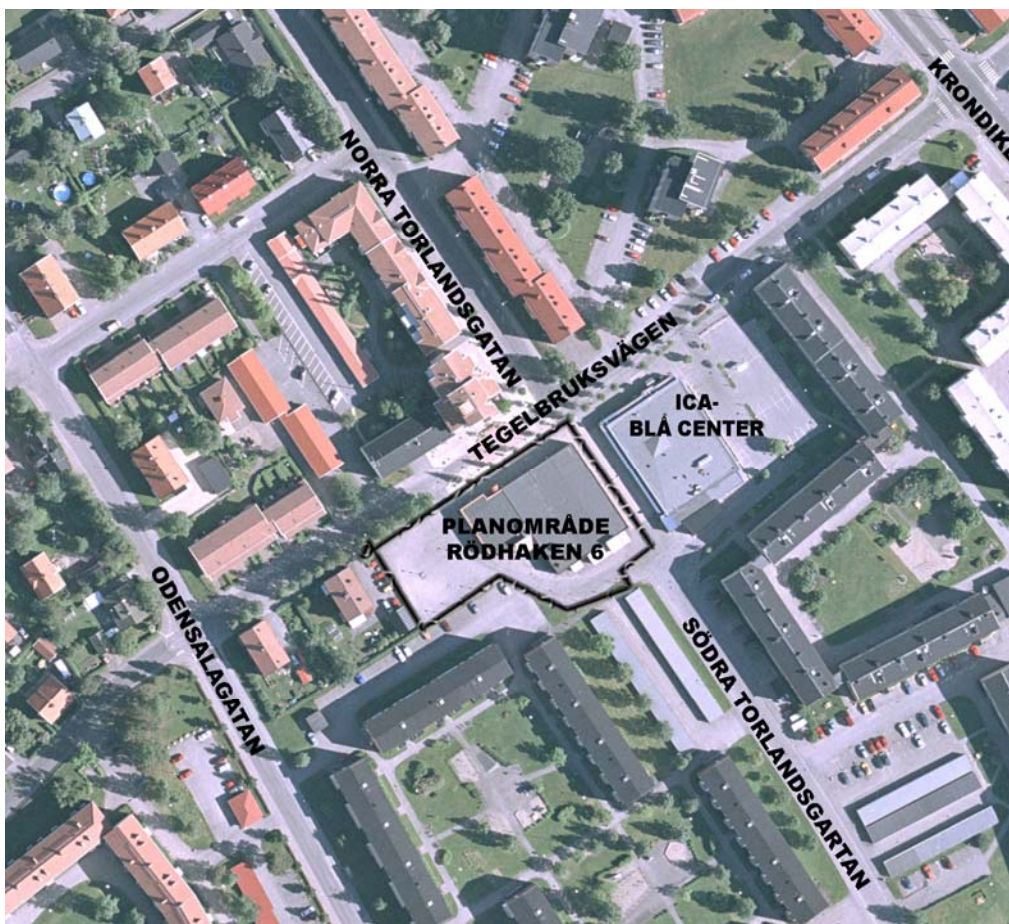 KRONDIKE
NORRA TORLANDSGATAN
TEGELBRUKSVÄGEN
ICA-
BLÅ CENTER
PLANOMRÅDE
RÖDHAKEN 6
ODENSALAGATAN
SÖDRA TORLANDSGARTAN